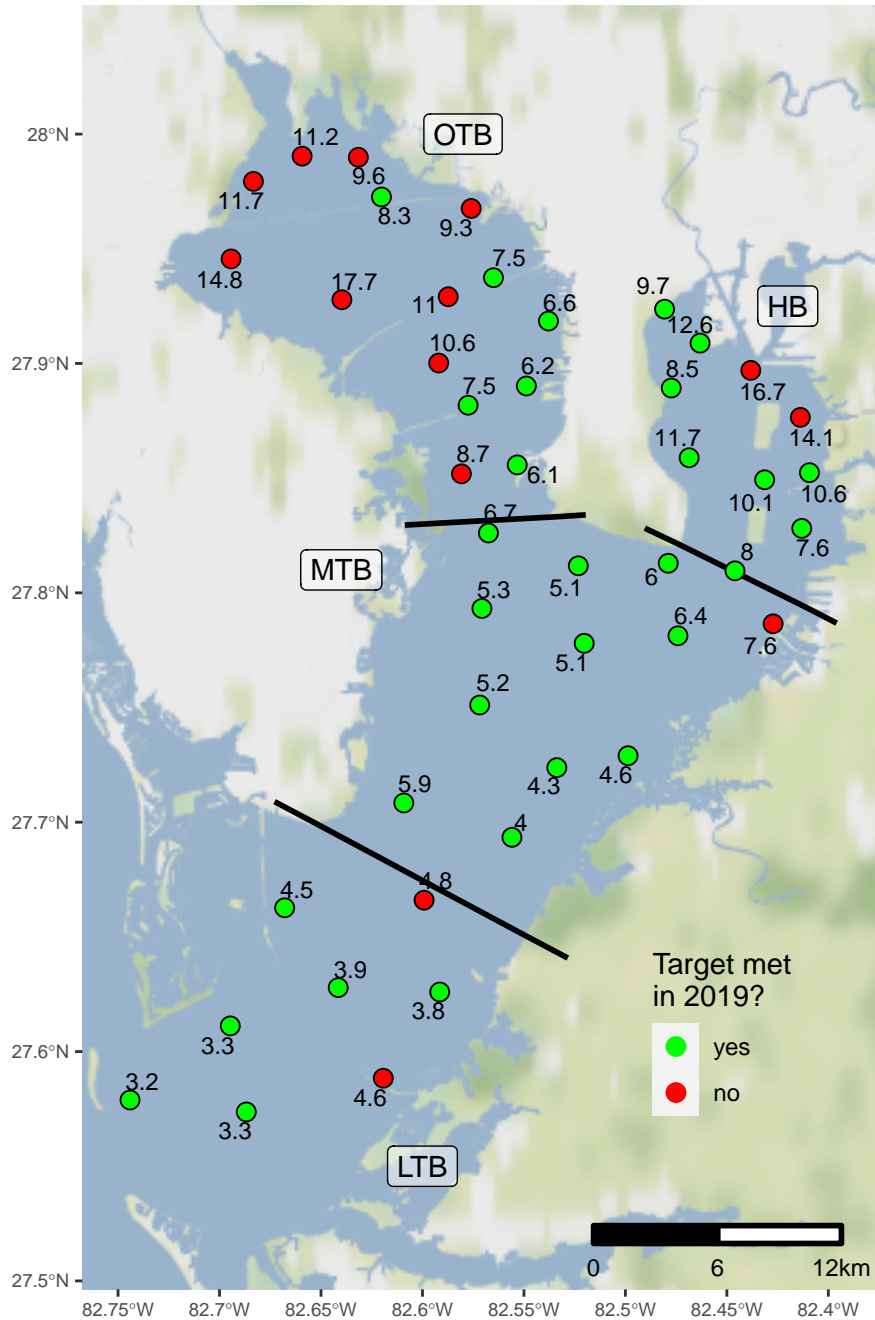 28°N
27.9°N
27.8°N
27.7°N
27.6°N
27.5°N
82.75°W
82.7°W
82.65°W
82.6°W
82.55°W
82.5°W
82.45°W
82.4°W
OTB
11.2
9.6
11.7
8.3
9.3
14.8
17.7
7.5
11
6.6
10.6
6.2
7.5
8.7
6.1
HB
9.7
12.6
8.5
16.7
14.1
11.7
10.1
10.6
7.6
8
MTB
6.7
5.3
5.1
6
6.4
7.6
5.1
5.2
4.3
4.6
5.9
4
4.8
4.5
3.9
3.8
3.3
4.6
3.2
3.3
LTB
Target met
in 2019?
yes
no
0
6
12km